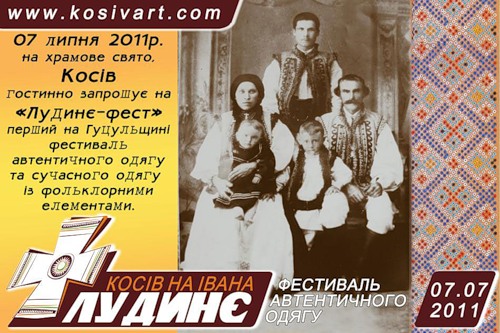 www.kosivart.com
07 липня 2011р.
на храмове свято,
Косів
гостинно запрошує на
«Лудинє-фест»
перший на Гуцульщині
фестиваль
автентичного одягу
та сучасного одягу
із фольклорними
елементами.
КОСІВ НА ІВАНА
ЛУДИНЄ
ФЕСТИВАЛЬ
АВТЕНТИЧНОГО
ОДЯГУ
07.07
2011